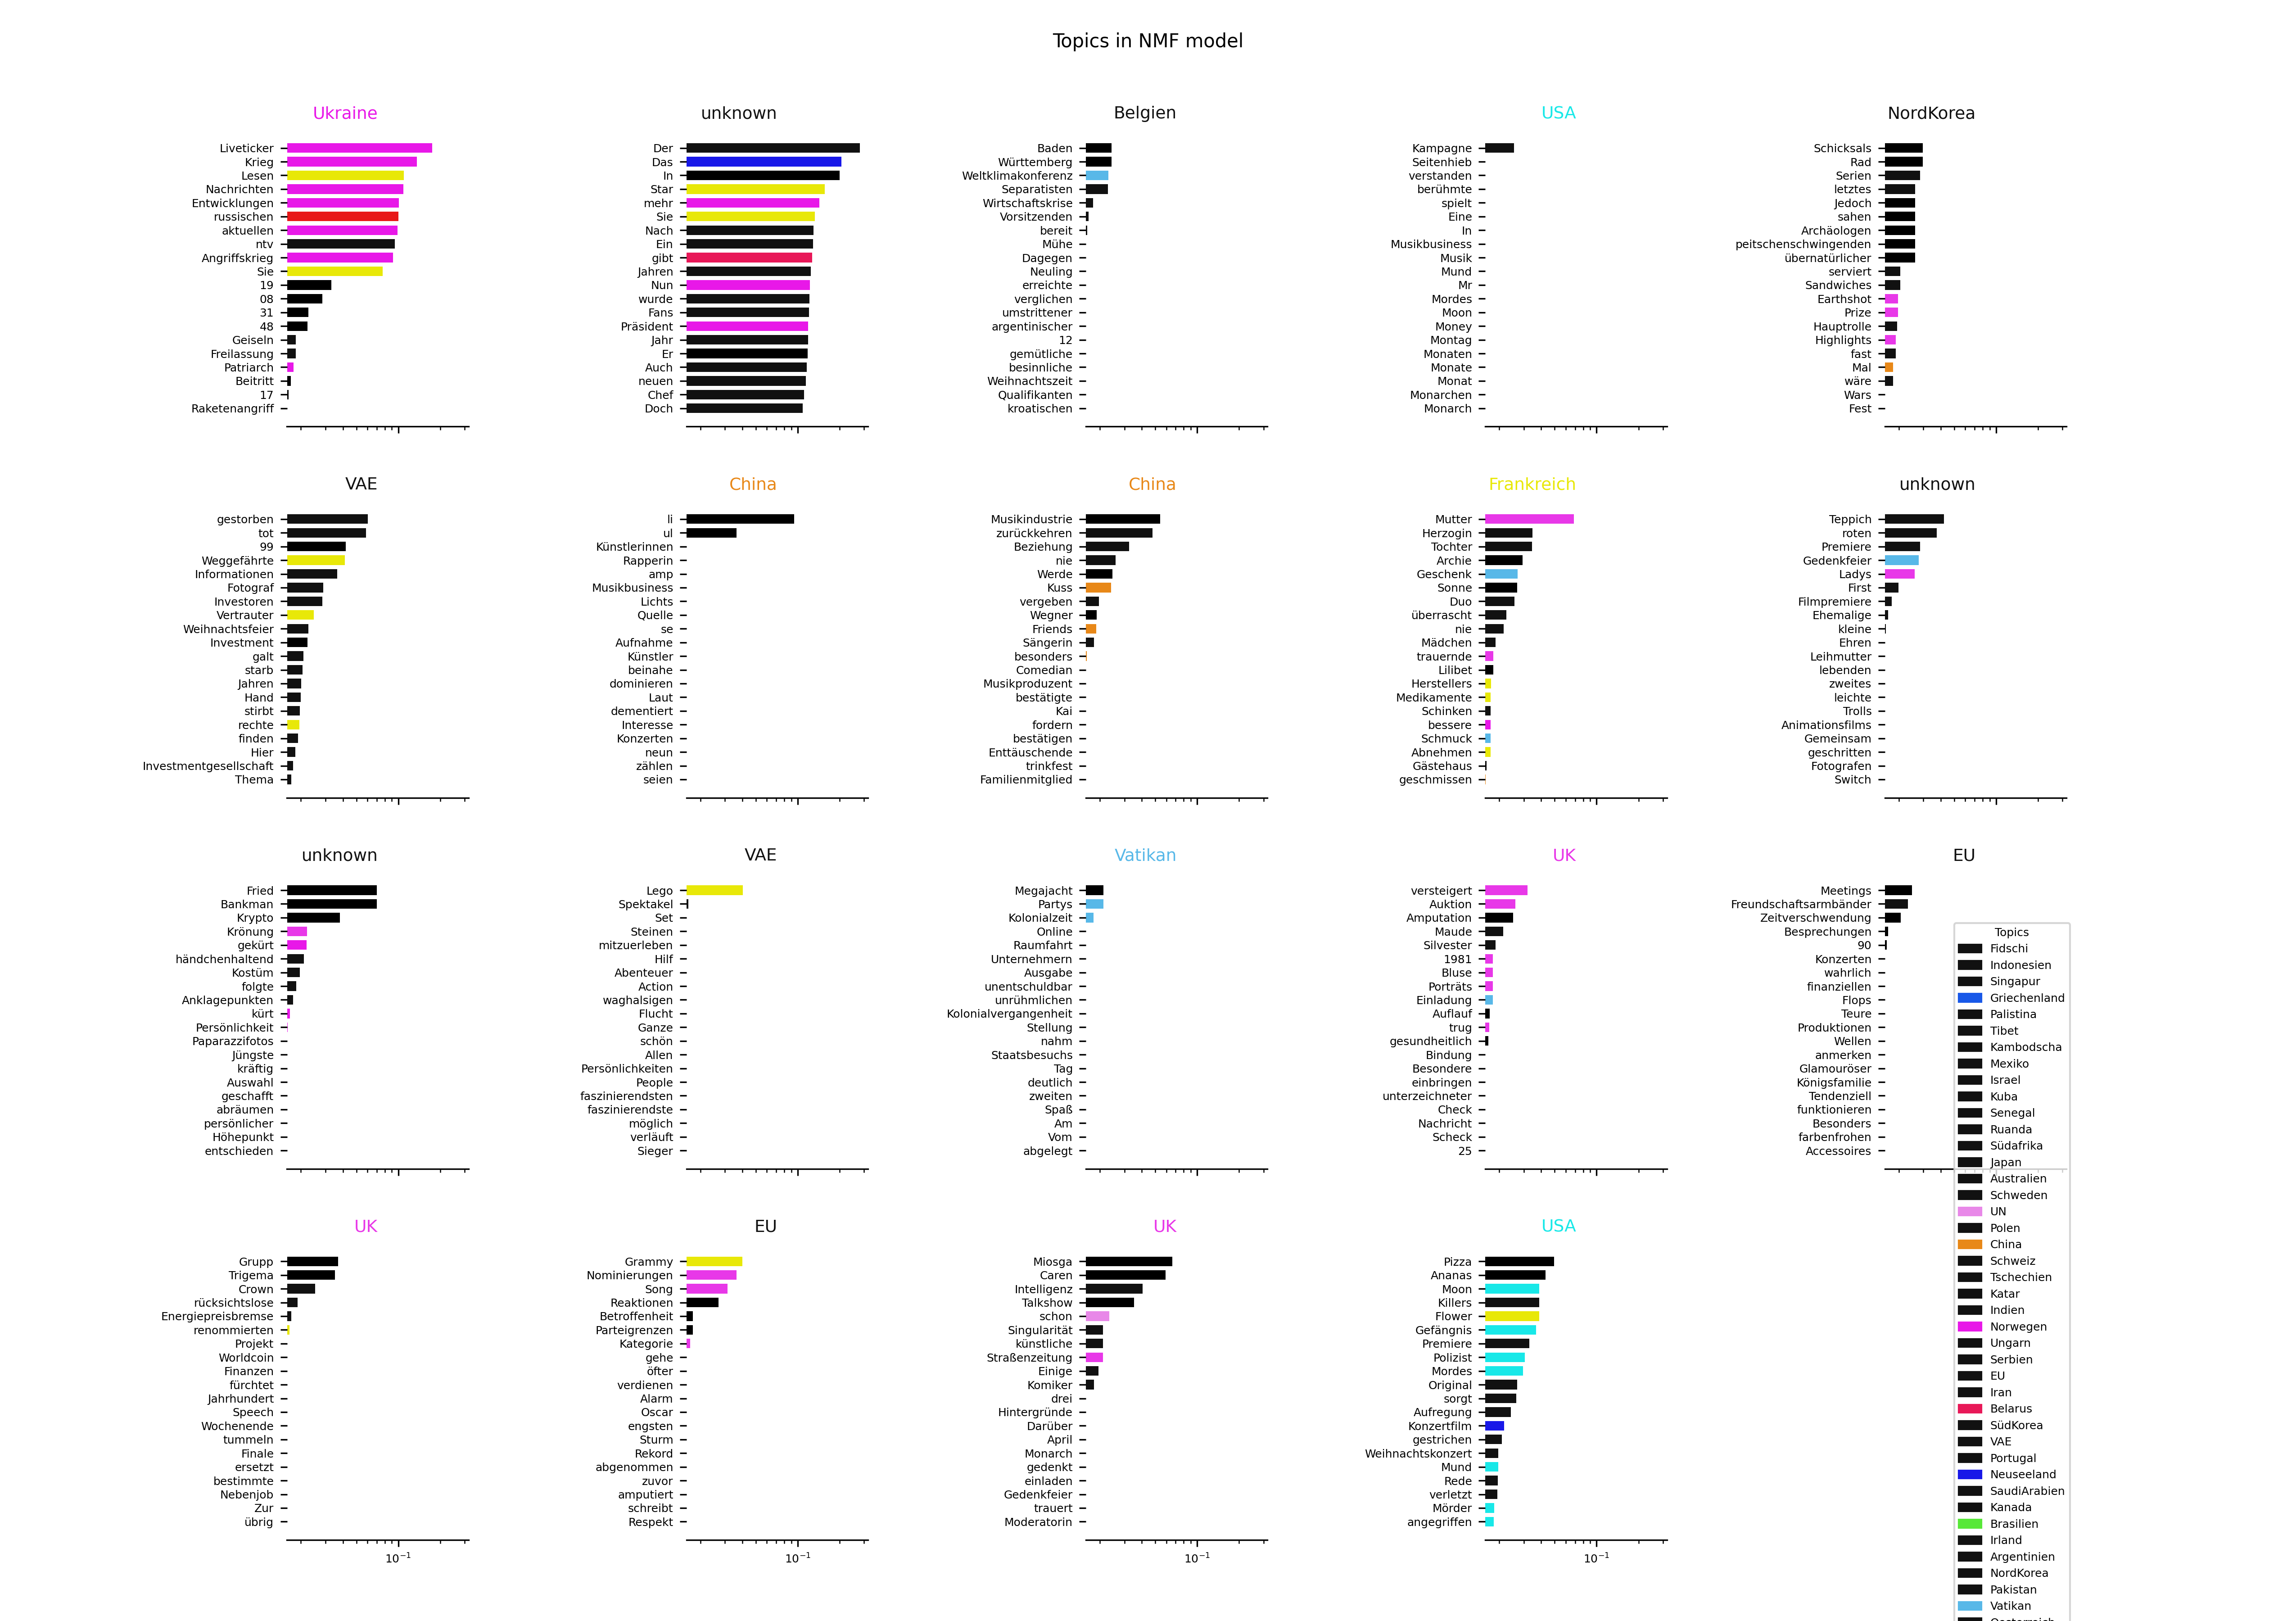 Topics in NMF model
Ukraine
Liveticker
Krieg
Lesen
Nachrichten
Entwicklungen
russischen
aktuellen
ntv
Angriffskrieg
Sie
19
08
31
48
Geiseln
Freilassung
Patriarch
Beitritt
17
Raketenangriff
unknown
Der
Das
In
Star
mehr
Sie
Nach
Ein
gibt
Jahren
Nun
wurde
Fans
Präsident
Jahr
Er
Auch
neuen
Chef
Doch
Belgien
Baden
Württemberg
Weltklimakonferenz
Separatisten
Wirtschaftskrise
Vorsitzenden
bereit
Mühe
Dagegen
Neuling
erreichte
verglichen
umstrittener
argentinischer
12
gemütliche
besinnliche
Weihnachtszeit
Qualifikanten
kroatischen
USA
Kampagne
Seitenhieb
verstanden
berühmte
spielt
Eine
In
Musikbusiness
Musik
Mund
Mr
Mordes
Moon
Money
Montag
Monaten
Monate
Monat
Monarchen
Monarch
NordKorea
Schicksals
Rad
Serien
letztes
Jedoch
sahen
Archäologen
peitschenschwingenden
übernatürlicher
serviert
Sandwiches
Earthshot
Prize
Hauptrolle
Highlights
fast
Mal
wäre
Wars
Fest
VAE
gestorben
tot
99
Weggefährte
Informationen
Fotograf
Investoren
Vertrauter
Weihnachtsfeier
Investment
galt
starb
Jahren
Hand
stirbt
rechte
finden
Hier
Investmentgesellschaft
Thema
China
li
ul
Künstlerinnen
Rapperin
amp
Musikbusiness
Lichts
Quelle
se
Aufnahme
Künstler
beinahe
dominieren
Laut
dementiert
Interesse
Konzerten
neun
zählen
seien
China
Musikindustrie
zurückkehren
Beziehung
nie
Werde
Kuss
vergeben
Wegner
Friends
Sängerin
besonders
Comedian
Musikproduzent
bestätigte
Kai
fordern
bestätigen
Enttäuschende
trinkfest
Familienmitglied
Frankreich
Mutter
Herzogin
Tochter
Archie
Geschenk
Sonne
Duo
überrascht
nie
Mädchen
trauernde
Lilibet
Herstellers
Medikamente
Schinken
bessere
Schmuck
Abnehmen
Gästehaus
geschmissen
unknown
Teppich
roten
Premiere
Gedenkfeier
Ladys
First
Filmpremiere
Ehemalige
kleine
Ehren
Leihmutter
lebenden
zweites
leichte
Trolls
Animationsfilms
Gemeinsam
geschritten
Fotografen
Switch
unknown
Fried
Bankman
Krypto
Krönung
gekürt
händchenhaltend
Kostüm
folgte
Anklagepunkten
kürt
Persönlichkeit
Paparazzifotos
Jüngste
kräftig
Auswahl
geschafft
abräumen
persönlicher
Höhepunkt
entschieden
VAE
Lego
Spektakel
Set
Steinen
mitzuerleben
Hilf
Abenteuer
Action
waghalsigen
Flucht
Ganze
schön
Allen
Persönlichkeiten
People
faszinierendsten
faszinierendste
möglich
verläuft
Sieger
Vatikan
Megajacht
Partys
Kolonialzeit
Online
Raumfahrt
Unternehmern
Ausgabe
unentschuldbar
unrühmlichen
Kolonialvergangenheit
Stellung
nahm
Staatsbesuchs
Tag
deutlich
zweiten
Spaß
Am
Vom
abgelegt
UK
versteigert
Auktion
Amputation
Maude
Silvester
1981
Bluse
Porträts
Einladung
Auflauf
trug
gesundheitlich
Bindung
Besondere
einbringen
unterzeichneter
Check
Nachricht
Scheck
25
EU
Meetings
Freundschaftsarmbänder
Zeitverschwendung
Besprechungen
90
Konzerten
wahrlich
finanziellen
Flops
Teure
Produktionen
Wellen
anmerken
Glamouröser
Königsfamilie
Tendenziell
funktionieren
Besonders
farbenfrohen
Accessoires
UK
Grupp
Trigema
Crown
rücksichtslose
Energiepreisbremse
renommierten
Projekt
Worldcoin
Finanzen
fürchtet
Jahrhundert
Speech
Wochenende
tummeln
Finale
ersetzt
bestimmte
Nebenjob
Zur
übrig
10⁻¹
EU
Grammy
Nominierungen
Song
Reaktionen
Betroffenheit
Parteigrenzen
Kategorie
gehe
öfter
verdienen
Alarm
Oscar
engsten
Sturm
Rekord
abgenommen
zuvor
amputiert
schreibt
Respekt
10⁻¹
UK
Miosga
Caren
Intelligenz
Talkshow
schon
Singularität
künstliche
Straßenzeitung
Einige
Komiker
drei
Hintergründe
Darüber
April
Monarch
gedenkt
einladen
Gedenkfeier
trauert
Moderatorin
10⁻¹
USA
Pizza
Ananas
Moon
Killers
Flower
Gefängnis
Premiere
Polizist
Mordes
Original
sorgt
Aufregung
Konzertfilm
gestrichen
Weihnachtskonzert
Mund
Rede
verletzt
Mörder
angegriffen
10⁻¹
Topics
Fidschi
Indonesien
Singapur
Griechenland
Palistina
Tibet
Kambodscha
Mexiko
Israel
Kuba
Senegal
Ruanda
Südafrika
Japan
Australien
Schweden
UN
Polen
China
Schweiz
Tschechien
Katar
Indien
Norwegen
Ungarn
Serbien
EU
Iran
Belarus
SüdKorea
VAE
Portugal
Neuseeland
SaudiArabien
Kanada
Brasilien
Irland
Argentinien
NordKorea
Pakistan
Vatikan